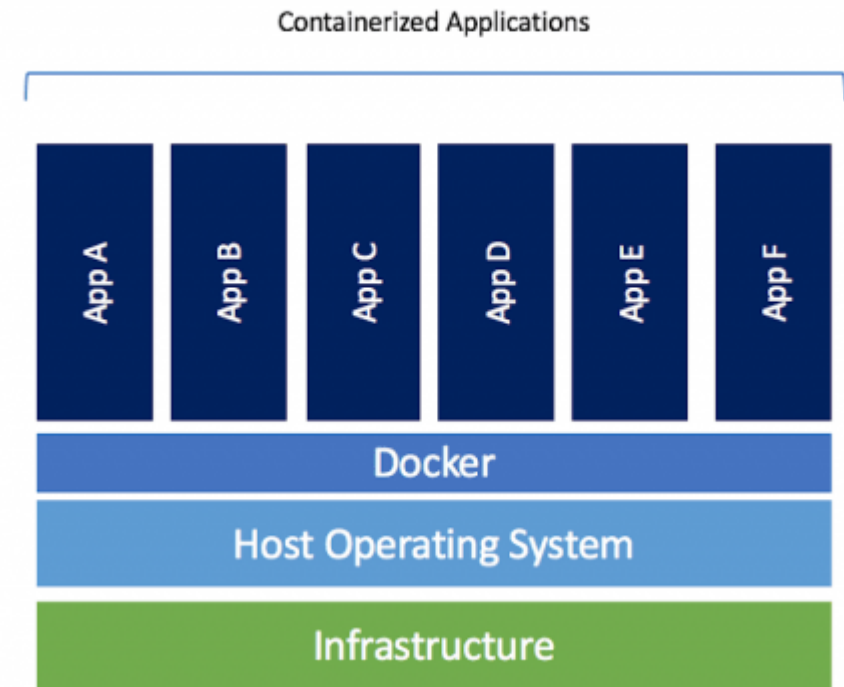 Containerized Applications
App A
App B
App C
App D
App E
App F
Docker
Host Operating System
Infrastructure